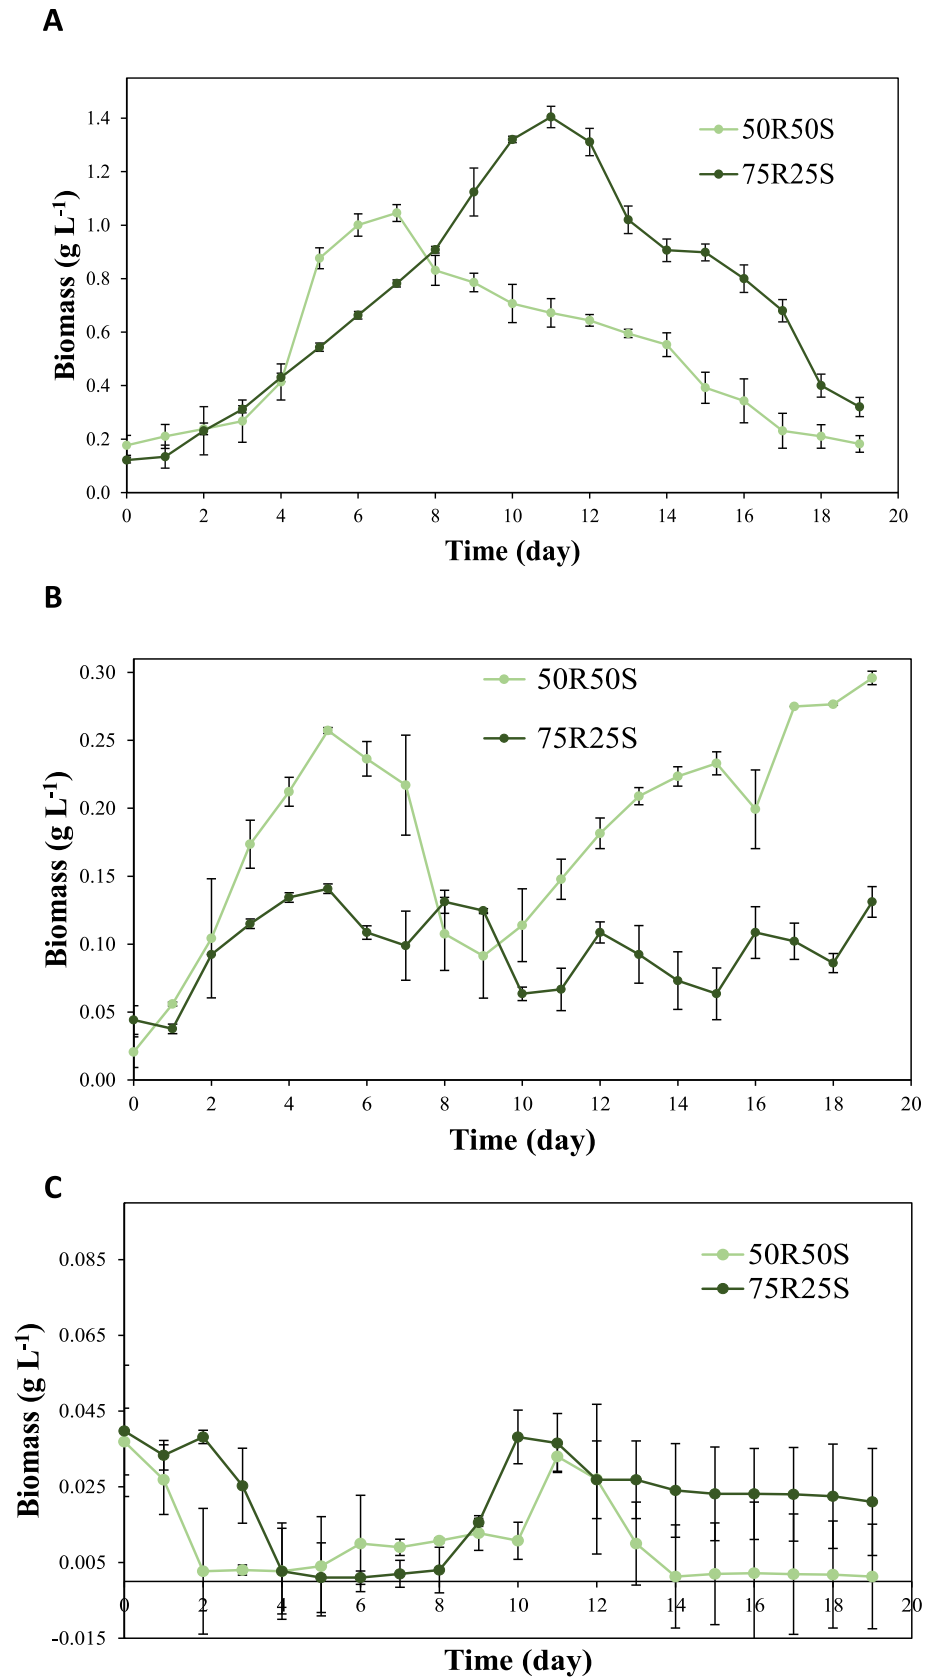 A
1.4
1.2
1.0
0.8
0.6
0.4
0.2
0.0
Biomass (g L-1)
50R50S
75R25S
0 2 4 6 8 10 12 14 16 18 20
Time (day)
B
0.30
0.25
0.20
0.15
0.10
0.05
0.00
Biomass (g L-1)
50R50S
75R25S
0 2 4 6 8 10 12 14 16 18 20
Time (day)
C
0.085
0.065
0.045
0.025
0.005
-0.015
Biomass (g L-1)
50R50S
75R25S
0 2 4 6 8 10 12 14 16 18 20
Time (day)